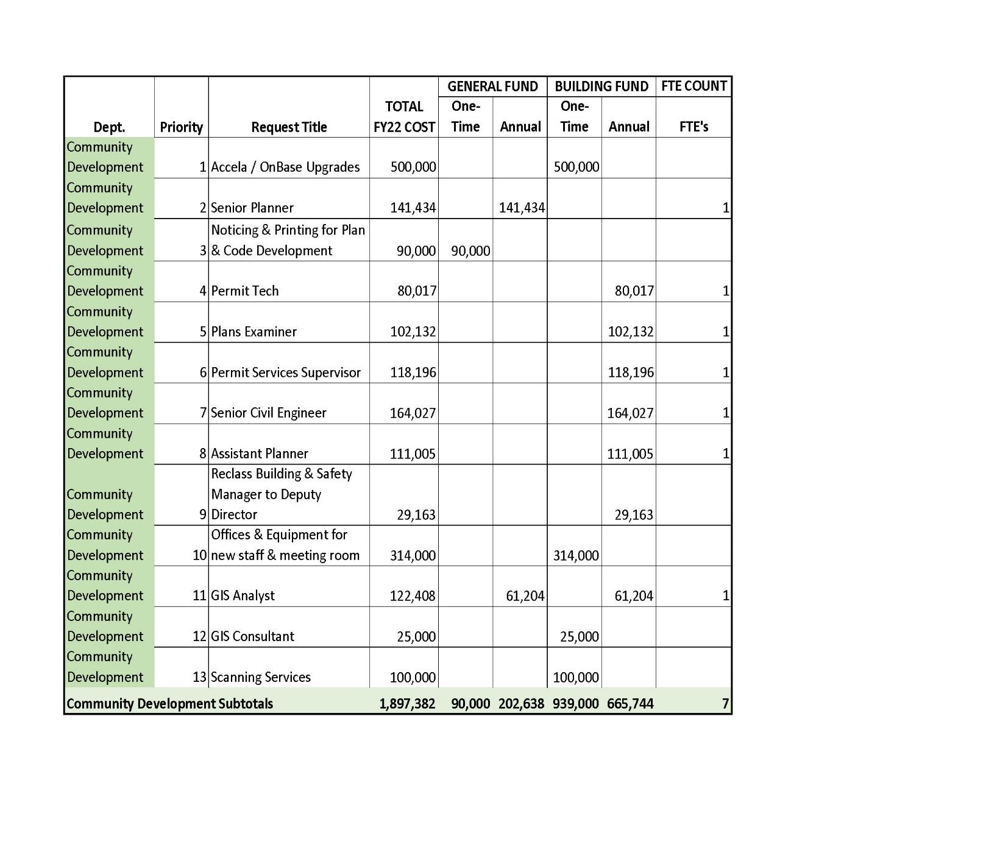 GENERAL FUND BUILDING FUND FTE COUNT
TOTAL One- One-
Dept. Priority Request Title FY22 COST Time Annual Time Annual FTE's
Community
Development 1 Accela / OnBase Upgrades 500,000 500,000
Community
Development 2 Senior Planner 141,434 141,434 1
Community Noticing & Printing for Plan
Development 3 & Code Development 90,000 90,000
Community
Development 4 Permit Tech 80,017 80,017 1
Community
Development 5 Plans Examiner 102,132 102,132 1
Community
Development 6 Permit Services Supervisor 118,196 118,196 1
Community
Development 7 Senior Civil Engineer 164,027 164,027 1
Community
Development 8 Assistant Planner 111,005 111,005 1
Reclass Building & Safety
Community Manager to Deputy
Development 9 Director 29,163 29,163
Community Offices & Equipment for
Development 10 new staff & meeting room 314,000 314,000
Community
Development 11 GIS Analyst 122,408 61,204 61,204 1
Community
Development 12 GIS Consultant 25,000 25,000
Community
Development 13 Scanning Services 100,000 100,000
Community Development Subtotals 1,897,382 90,000 202,638 939,000 665,744 7